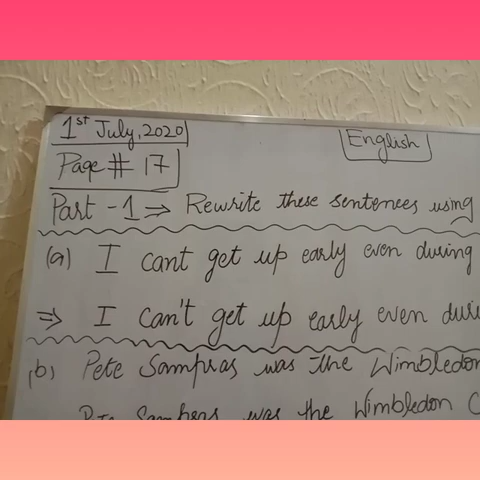 1st July, 2020
English
Page # 17
Part - 1 ⇒ Rewrite these sentences using
(a) I cant get up early even during
⇒ I can't get up early even duri
(b) Pete Sampras was the Wimbledon
Pete Sampras was the Wimbledon C